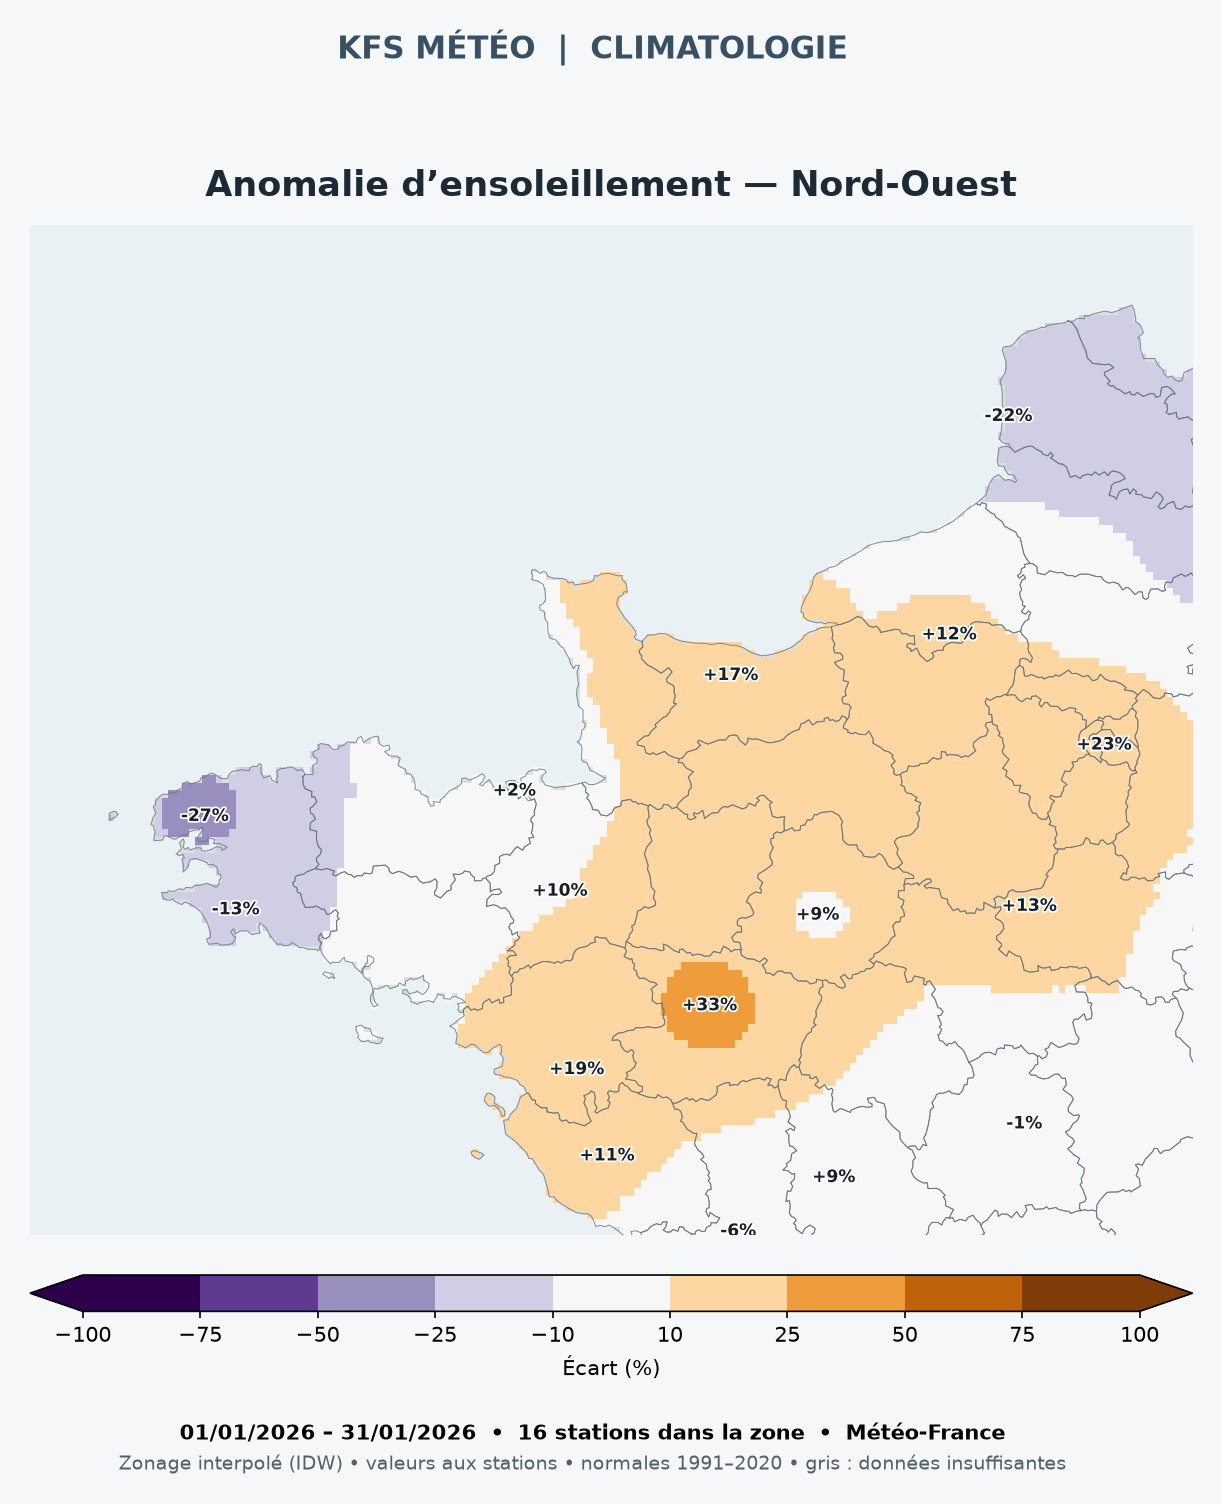 KFS MÉTÉO | CLIMATOLOGIE
Anomalie d’ensoleillement — Nord-Ouest
-22%
+12%
+17%
+23%
+2%
-27%
+10%
+13%
-13%
+9%
+33%
+19%
-1%
+11%
+9%
-6%
−100 −75 −50 −25 −10 10 25 50 75 100
Écart (%)
01/01/2026 – 31/01/2026 • 16 stations dans la zone • Météo-France
Zonage interpolé (IDW) • valeurs aux stations • normales 1991–2020 • gris : données insuffisantes